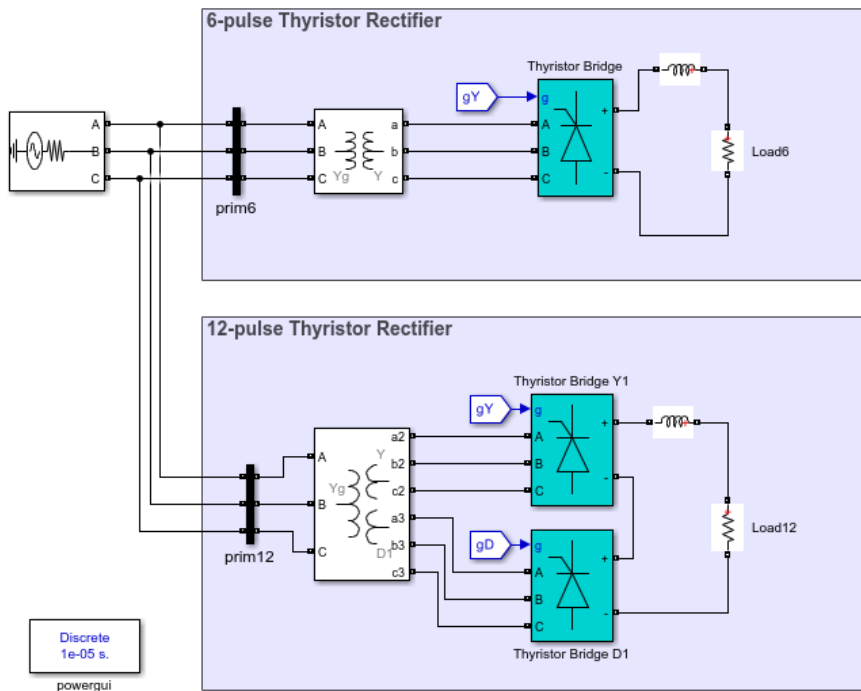 6-pulse Thyristor Rectifier
Thyristor Bridge
gY
g
A
B
C
A
B
C
a
b
c
Yg
Y
A
B
C
+
-
Load6
prim6
12-pulse Thyristor Rectifier
Thyristor Bridge Y1
gY
g
A
B
C
+
-
A
B
C
Yg
Y
D1
a2
b2
c2
a3
b3
c3
gD
g
A
B
C
+
-
Load12
prim12
Thyristor Bridge D1
Discrete
1e-05 s.
powergui